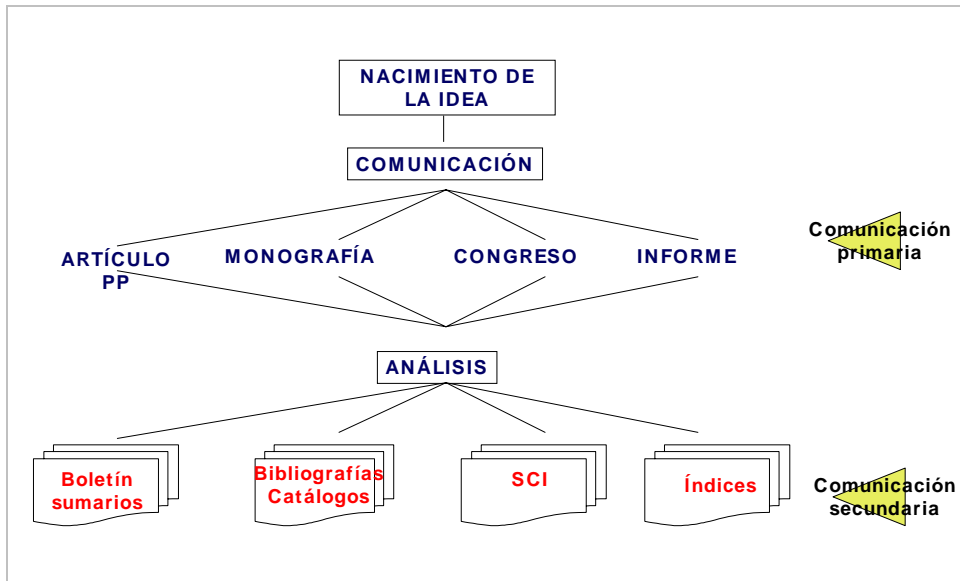 NACIMIENTO DE
LA IDEA
COMUNICACIÓN
ARTÍCULO
PP
MONOGRAFÍA
CONGRESO
INFORME
Comunicación
primaria
ANÁLISIS
Boletín
sumarios
Bibliografías
Catálogos
SCI
Índices
Comunicación
secundaria